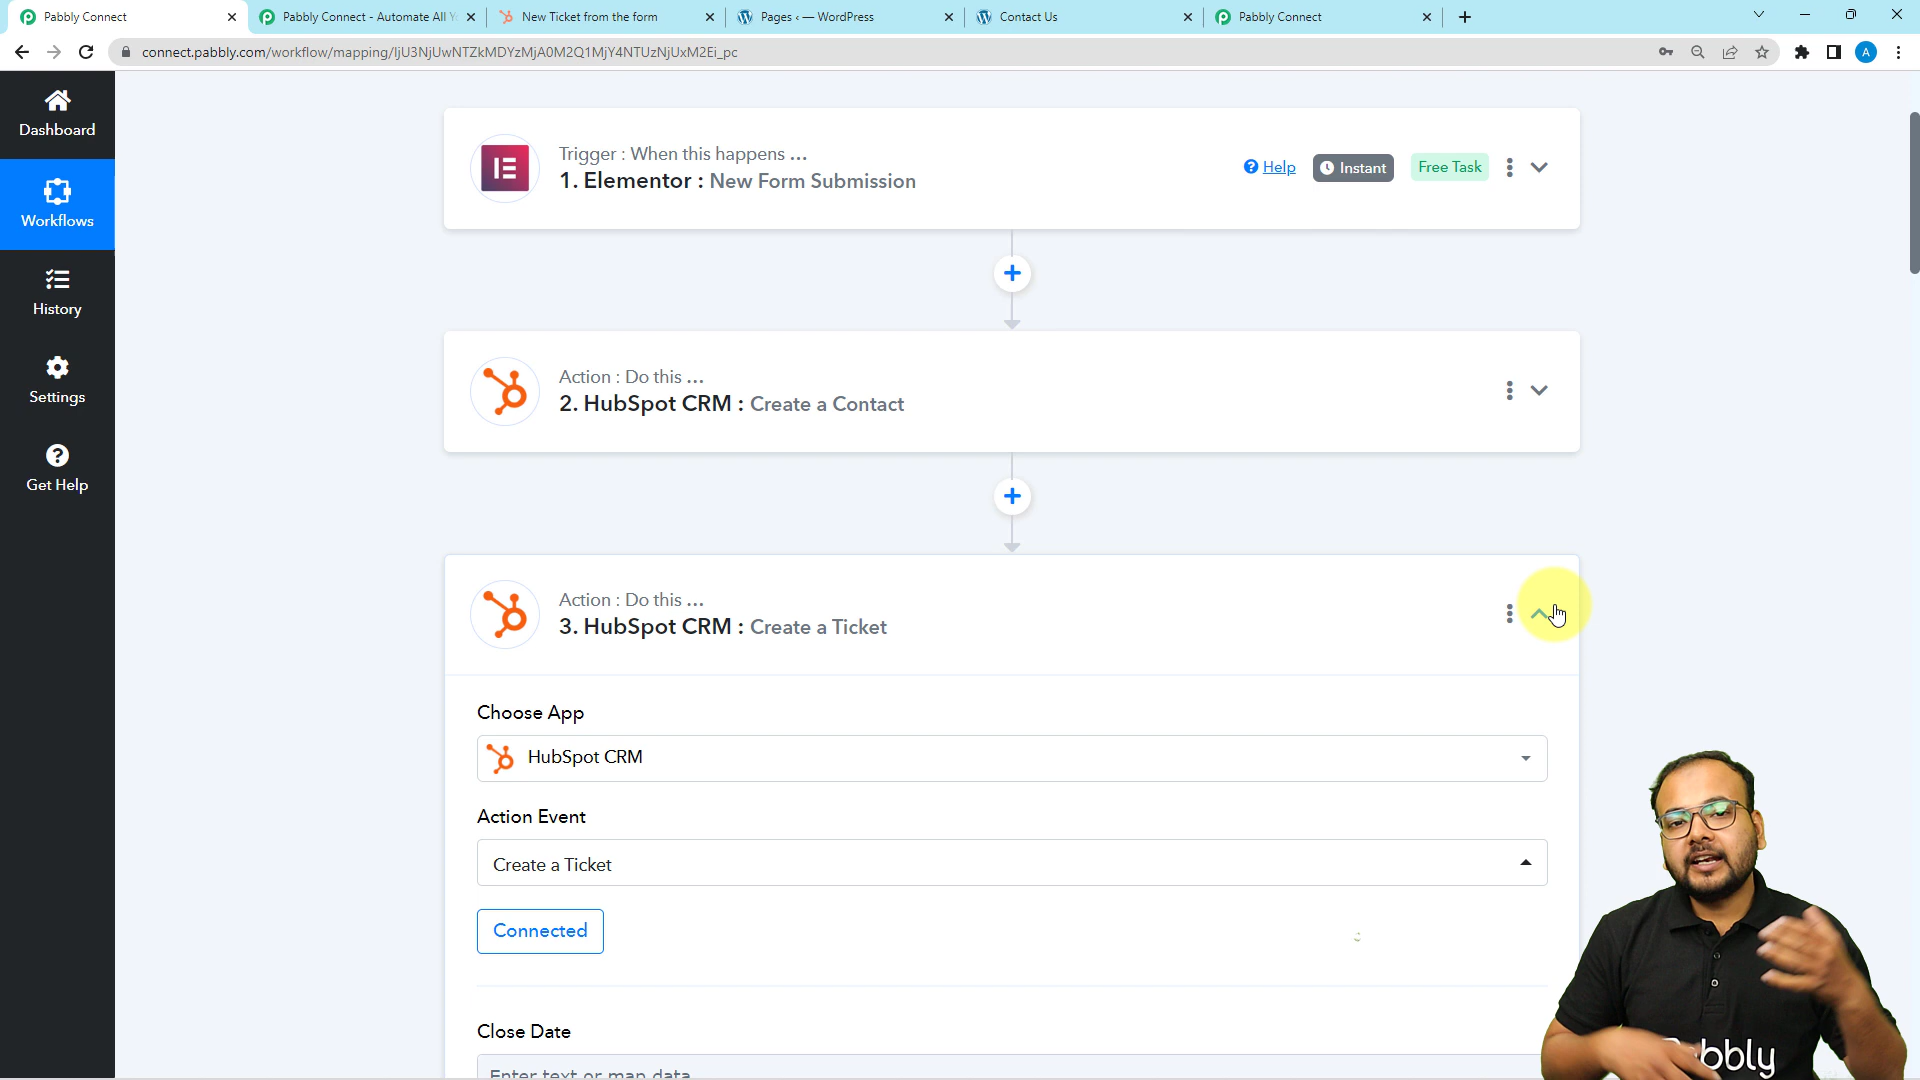 Pabbly Connect
Pabbly Connect - Automate All Y
New Ticket from the form
Pages ‹ — WordPress
Contact Us
Pabbly Connect
connect.pabbly.com/workflow/mapping/IjU3NjUwNTZkMDYzMjA0M2Q1MjY4NTUzNjUxM2Ei_pc
A
Dashboard
Workflows
History
Settings
Get Help
Trigger : When this happens ...
1. Elementor : New Form Submission
Help
Instant
Free Task
Action : Do this ...
2. HubSpot CRM : Create a Contact
Action : Do this ...
3. HubSpot CRM : Create a Ticket
Choose App
HubSpot CRM
Action Event
Create a Ticket
Connected
Close Date
Enter text or map data